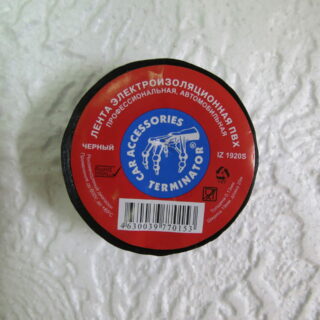 ЛЕНТА ЭЛЕКТРОИЗОЛЯЦИОННАЯ ПВХ
ПРОФЕССИОНАЛЬНАЯ, АВТОМОБИЛЬНАЯ
ЧЕРНЫЙ
IZ 1920S
CAR ACCESSORIES
TERMINATOR®
4630039770153